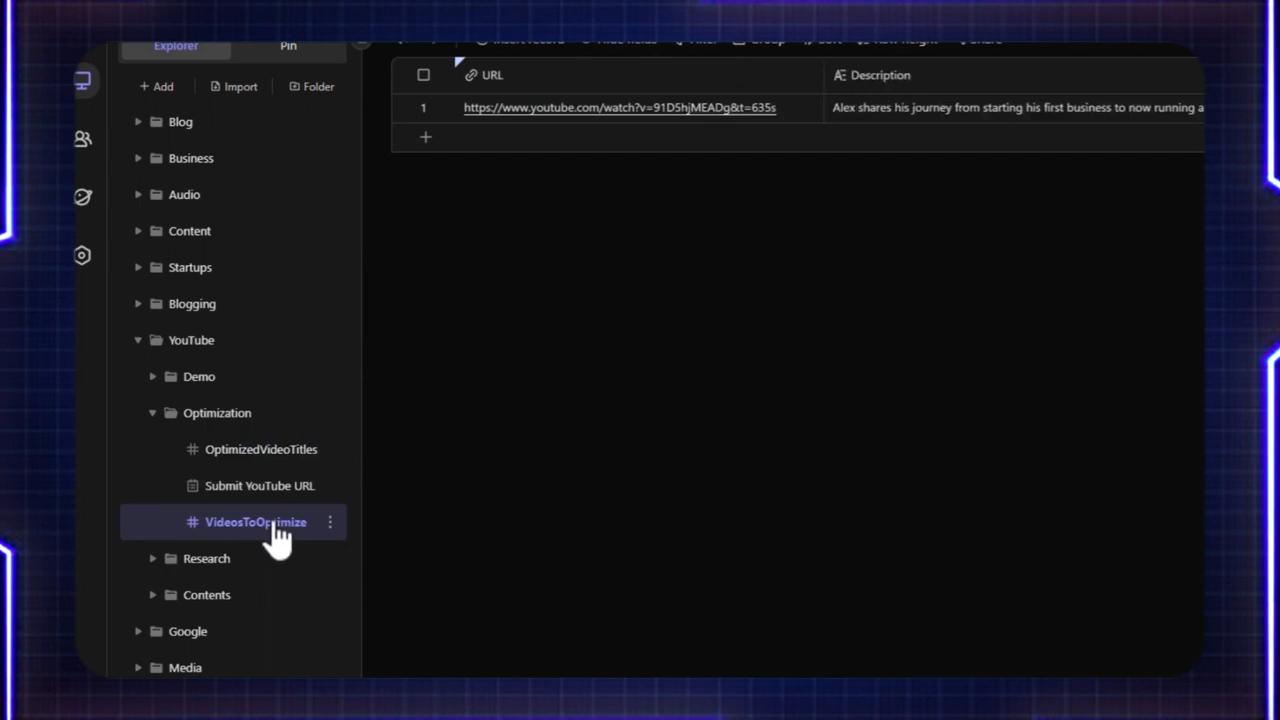 Explorer
Pin
Add
Import
Folder
Blog
Business
Audio
Content
Startups
Blogging
YouTube
Demo
Optimization
OptimizedVideoTitles
Submit YouTube URL
VideosToOptimize
Research
Contents
Google
Media
URL
Description
1
https://www.youtube.com/watch?v=91D5hjMEADg&t=635s
Alex shares his journey from starting his first business to now running a